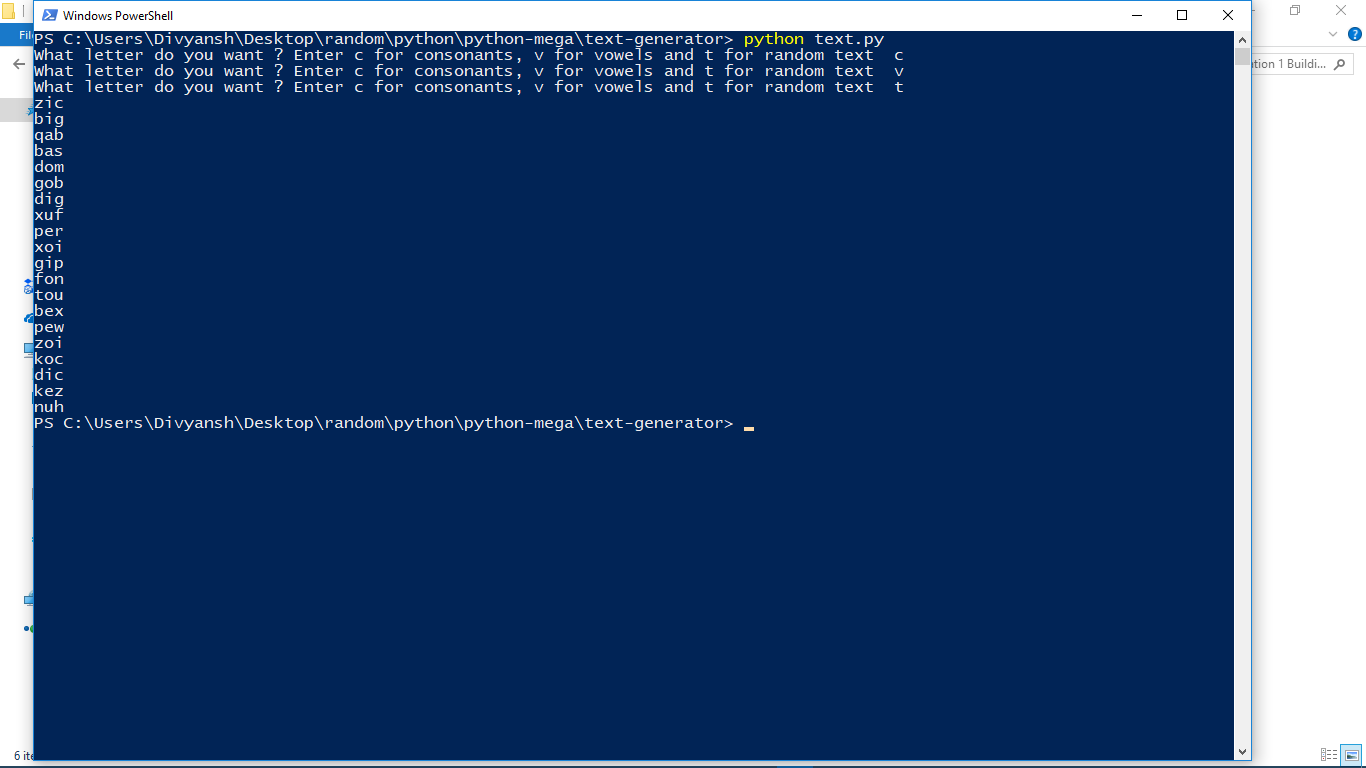 Windows PowerShell
PS C:\Users\Divyansh\Desktop\random\python\python-mega\text-generator> python text.py
What letter do you want ? Enter c for consonants, v for vowels and t for random text  c
What letter do you want ? Enter c for consonants, v for vowels and t for random text  v
What letter do you want ? Enter c for consonants, v for vowels and t for random text  t
zic
big
qab
bas
dom
gob
dig
xuf
per
xoi
gip
fon
tou
bex
pew
zoi
koc
dic
kez
nuh
PS C:\Users\Divyansh\Desktop\random\python\python-mega\text-generator>
1 Buildi...
6